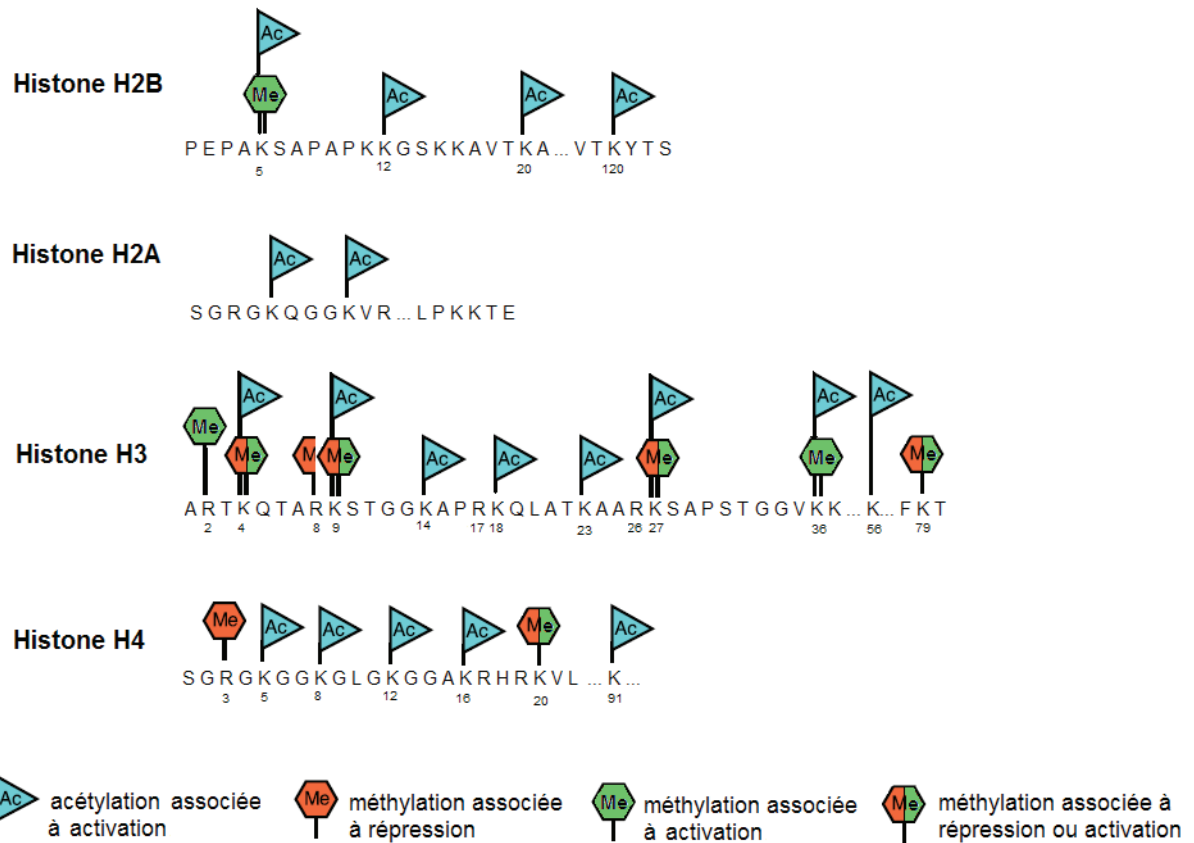 Ac
Histone H2B
Me Ac Ac Ac
P E P A K S A P A P K K G S K K A V T K A ... V T K Y T S
5 12 20 120
Histone H2A
Ac Ac
S G R G K Q G G K V R ... L P K K T E
Ac Ac Ac Ac Ac
Me
Histone H3
Me M Me Ac Ac Ac Me Me Me
A R T K Q T A R K S T G G K A P R K Q L A T K A A R K S A P S T G G V K K ... K ... F K T
2 4 8 9 14 17 18 23 26 27 36 56 79
Histone H4
Me Ac Ac Ac Ac Me Ac
S G R G K G G K G L G K G G A K R H R K V L ... K ...
3 5 8 12 16 20 91
Ac acétylation associée
à activation
Me méthylation associée
à répression
Me méthylation associée
à activation
Me méthylation associée à
répression ou activation